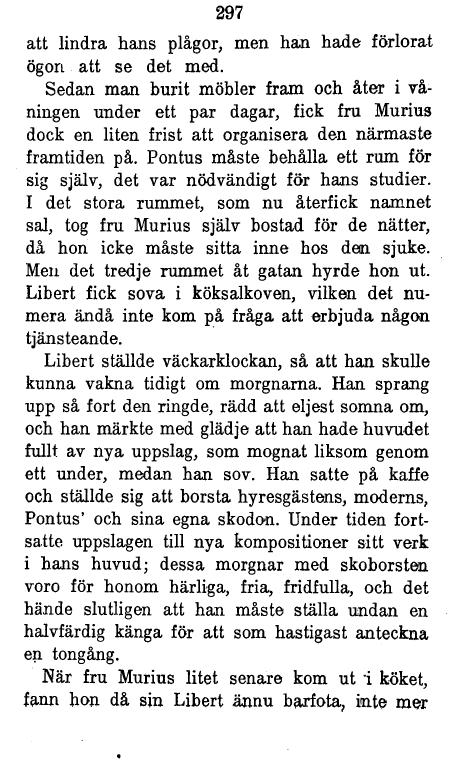 297
att lindra hans plågor, men han hade förlorat
ögon att se det med.
Sedan man burit möbler fram och åter i vå-
ningen under ett par dagar, fick fru Murius
dock en liten frist att organisera den närmaste
framtiden på. Pontus måste behålla ett rum för
sig själv, det var nödvändigt för hans studier.
I det stora rummet, som nu återfick namnet
sal, tog fru Murius själv bostad för de nätter,
då hon icke måste sitta inne hos den sjuke.
Men det tredje rummet åt gatan hyrde hon ut.
Libert fick sova i köksalkoven, vilken det nu-
mera ändå inte kom på fråga att erbjuda någon
tjänsteande.
Libert ställde väckarklockan, så att han skulle
kunna vakna tidigt om morgnarna. Han sprang
upp så fort den ringde, rädd att eljest somna om,
och han märkte med glädje att han hade huvudet
fullt av nya uppslag, som mognat liksom genom
ett under, medan han sov. Han satte på kaffe
och ställde sig att borsta hyresgästens, moderns,
Pontus' och sina egna skodon. Under tiden fort-
satte uppslagen till nya kompositioner sitt verk
i hans huvud; dessa morgnar med skoborsten
voro för honom härliga, fria, fridfulla, och det
hände slutligen att han måste ställa undan en
halvfärdig känga för att som hastigast anteckna
en tongång.
När fru Murius litet senare kom ut i köket,
fann hon då sin Libert ännu barfota, inte mer